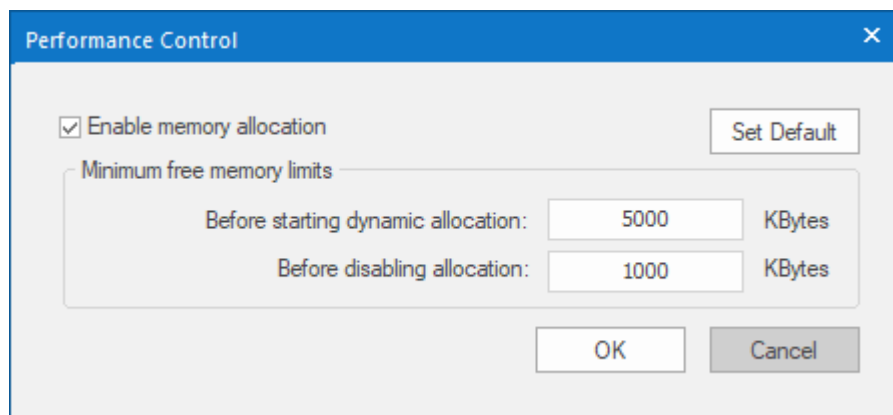 Performance Control
Enable memory allocation
Set Default
Minimum free memory limits
Before starting dynamic allocation: 5000 KBytes
Before disabling allocation: 1000 KBytes
OK Cancel